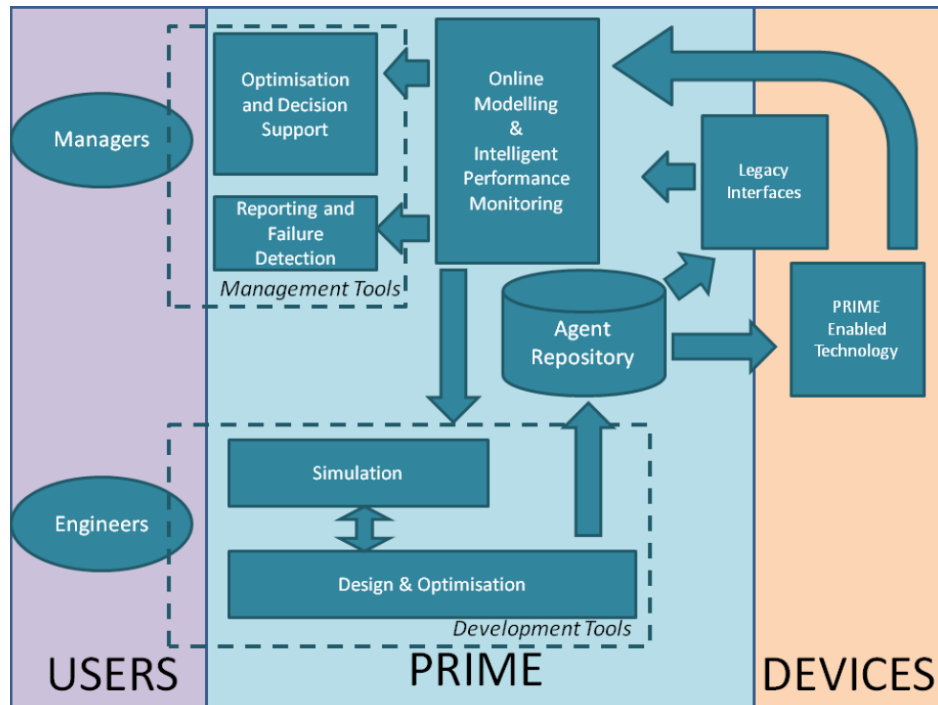 Managers
Optimisation
and Decision
Support
Reporting and
Failure
Detection
Management Tools
Online
Modelling
&
Intelligent
Performance
Monitoring
Legacy
Interfaces
PRIME
Enabled
Technology
Agent
Repository
Engineers
Simulation
Design & Optimisation
Development Tools
USERS
PRIME
DEVICES